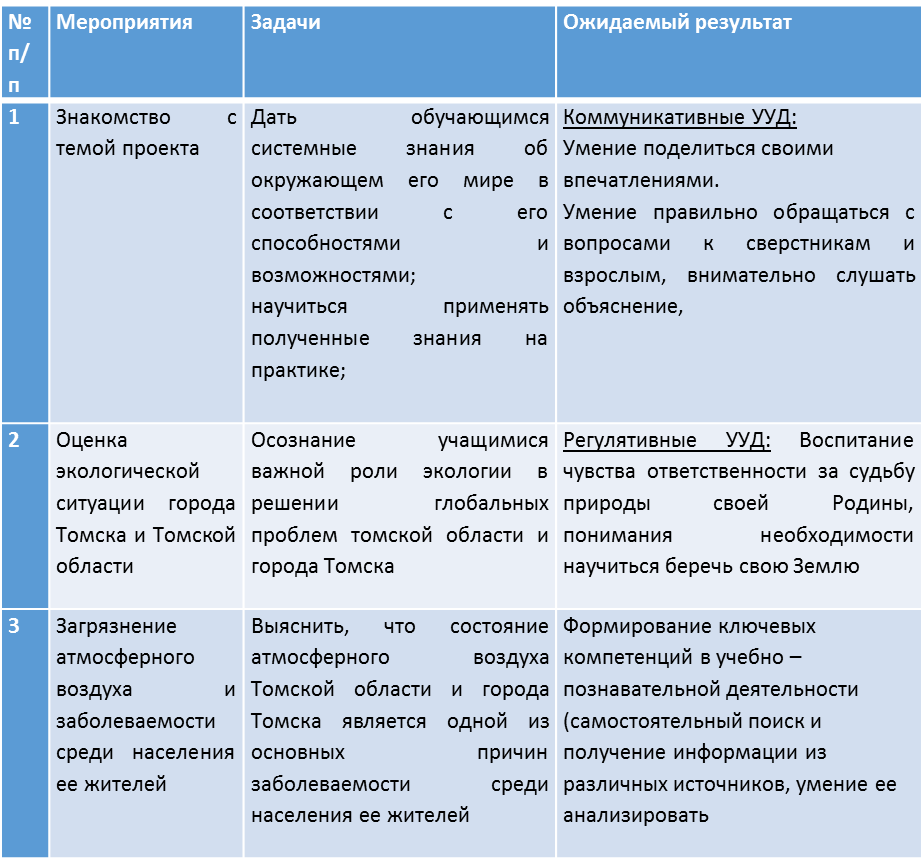 № п/п
Мероприятия
Задачи
Ожидаемый результат
1
Знакомство с
темой проекта
Дать обучающимся
системные знания об
окружающем его мире в
соответствии с его
способностями и
возможностями;
научиться применять
полученные знания на
практике;
Коммуникативные УУД:
Умение поделиться своими
впечатлениями.
Умение правильно обращаться с
вопросами к сверстникам и
взрослым, внимательно слушать
объяснение,
2
Оценка
экологической
ситуации города
Томска и Томской
области
Осознание учащимися
важной роли экологии в
решении глобальных
проблем томской области и
города Томска
Регулятивные УУД: Воспитание
чувства ответственности за судьбу
природы своей Родины,
понимания необходимости
научиться беречь свою Землю
3
Загрязнение
атмосферного
воздуха и
заболеваемости
среди населения
ее жителей
Выяснить, что состояние
атмосферного воздуха
Томской области и города
Томска является одной из
основных причин
заболеваемости среди
населения ее жителей
Формирование ключевых
компетенций в учебно –
познавательной деятельности
(самостоятельный поиск и
получение информации из
различных источников, умение ее
анализировать